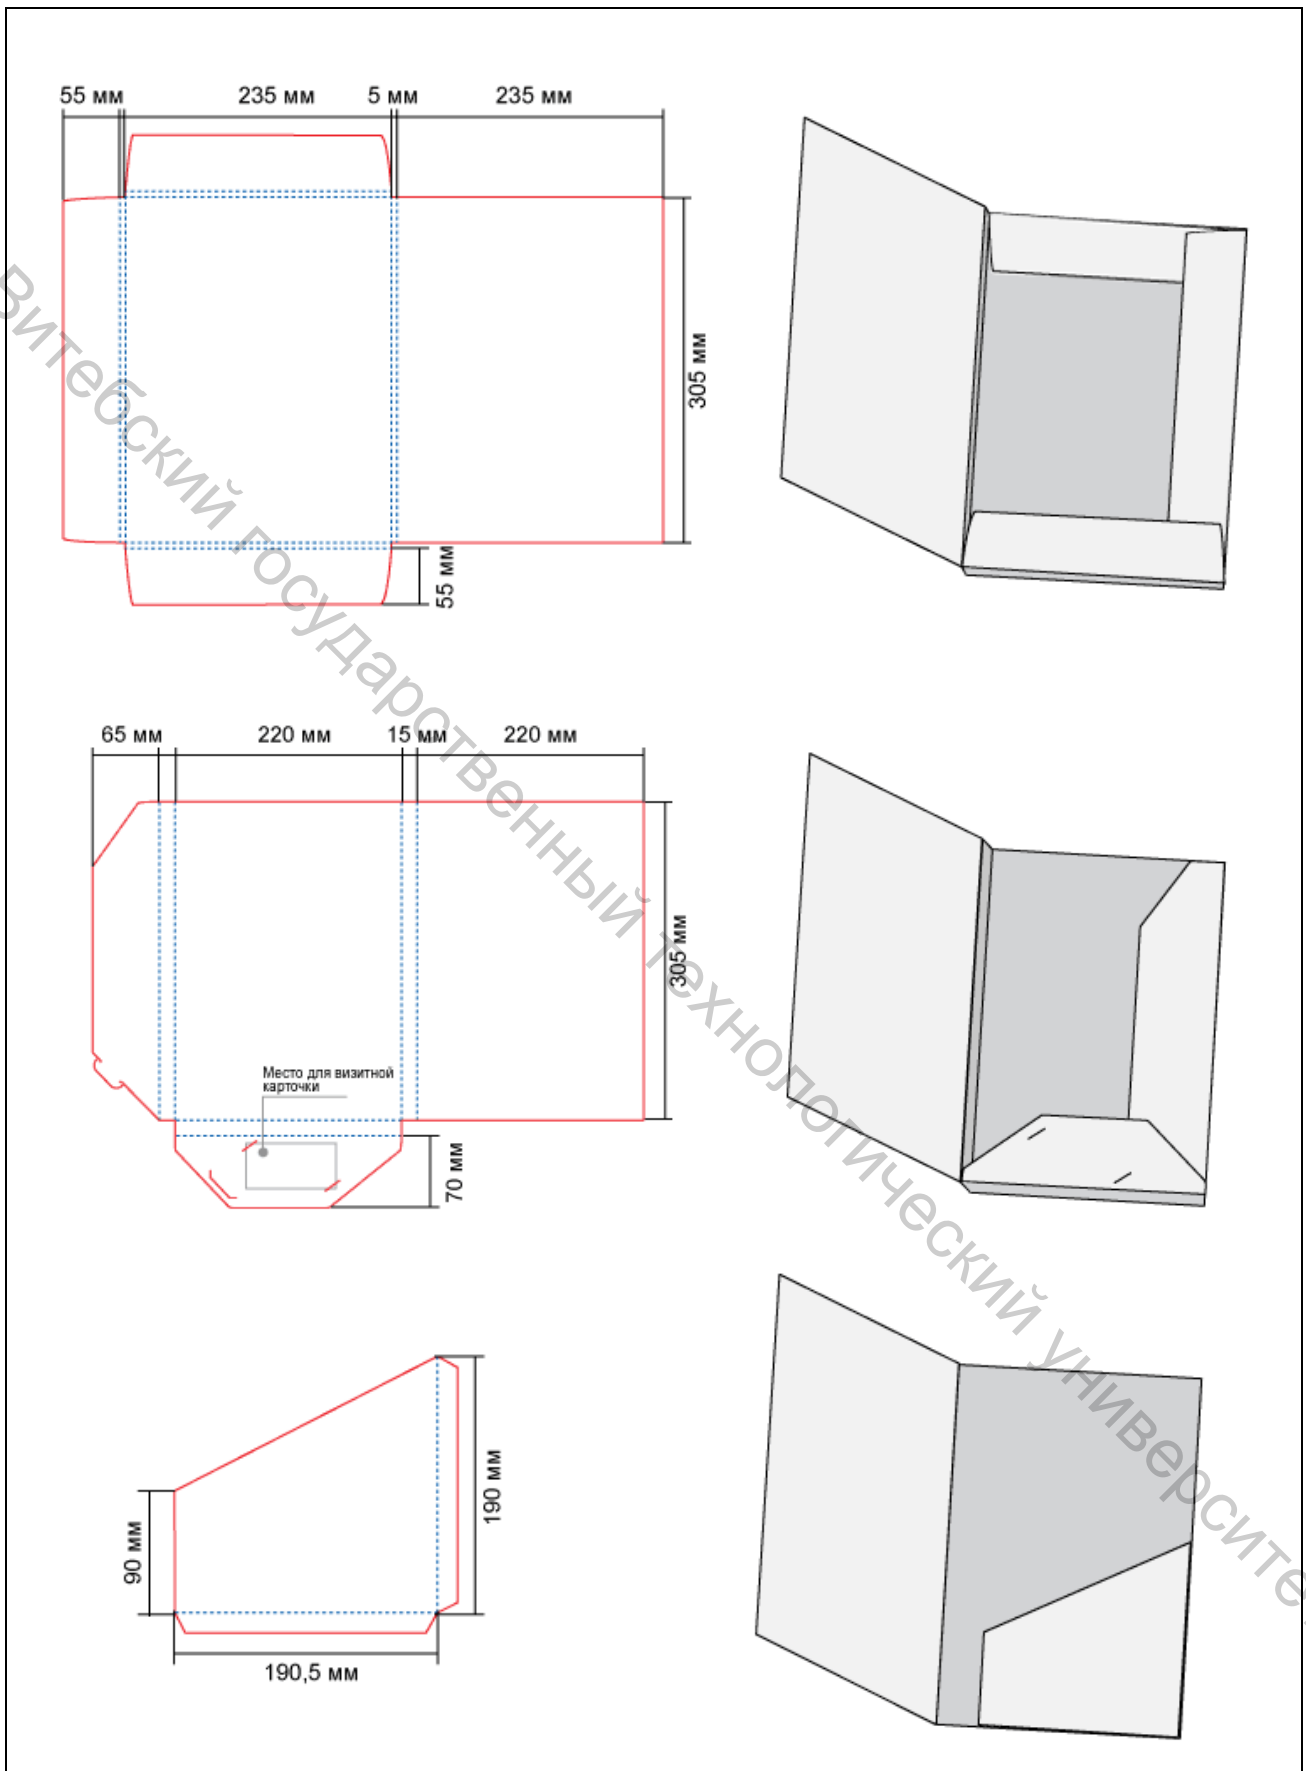 55 мм 235 мм 5 мм 235 мм
305 мм
55 мм
65 мм 220 мм 15 мм 220 мм
305 мм
Место для визитной
карточки
70 мм
190 мм
90 мм
190,5 мм
Витебский государственный технологический